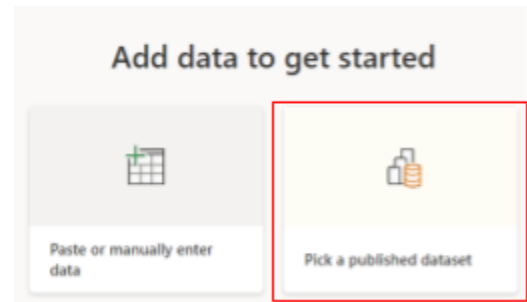 Add data to get started
Paste or manually enter
data
Pick a published dataset